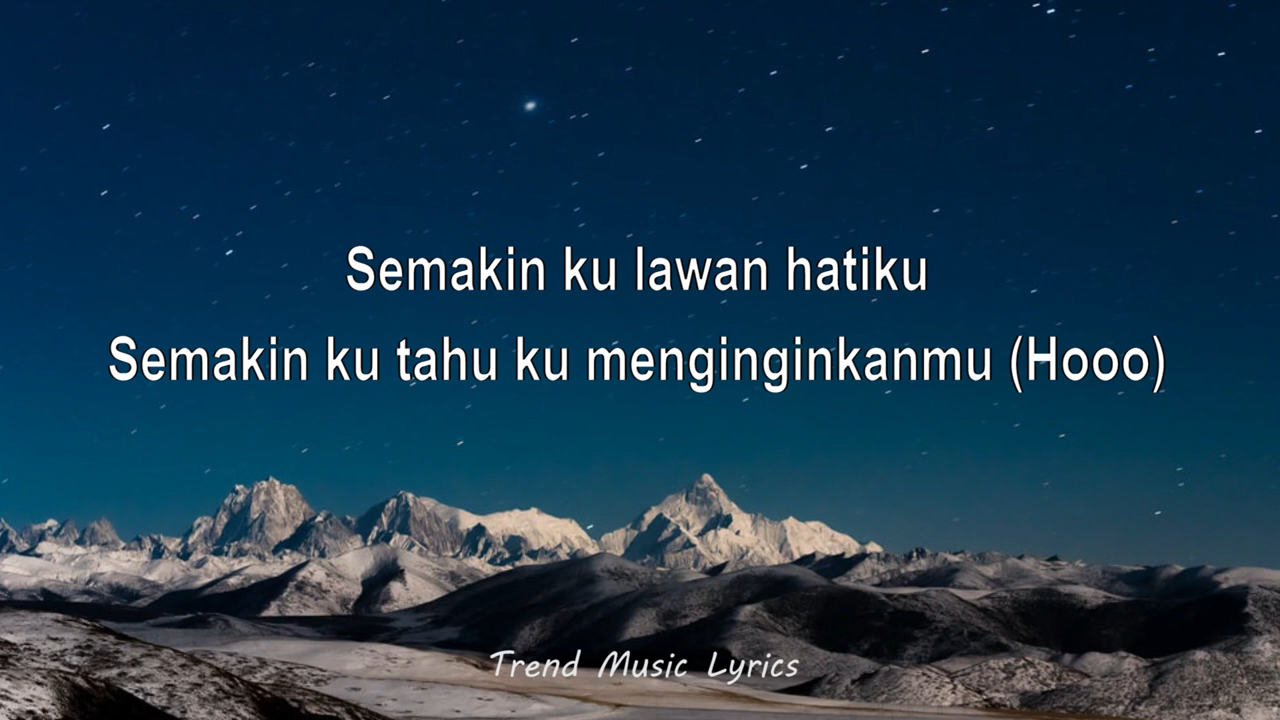 Semakin ku lawan hatiku
Semakin ku tahu ku menginginkanmu (Hooo)
Trend Music Lyrics